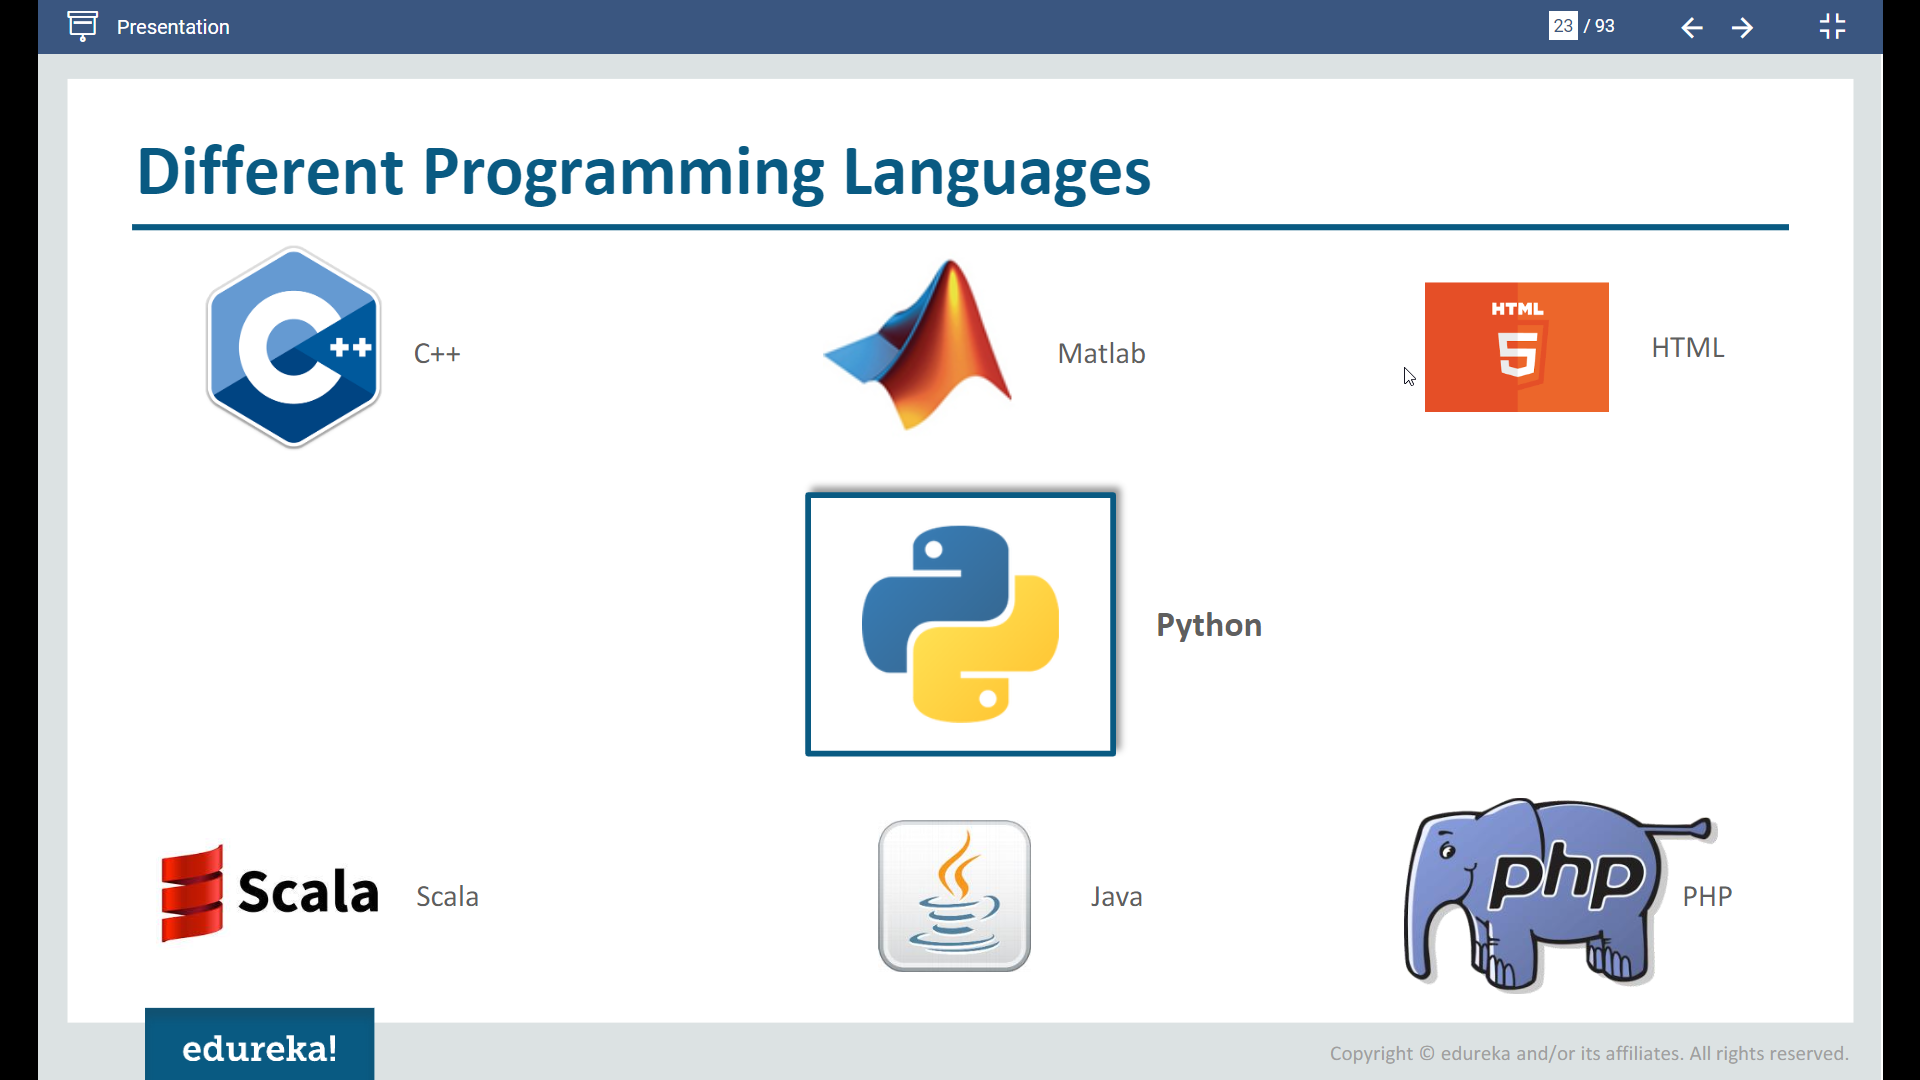 Presentation
23 / 93
Different Programming Languages
++
C++
Matlab
HTML
5
HTML
Python
Scala
Scala
Java
php
PHP
edureka!
Copyright © edureka and/or its affiliates. All rights reserved.